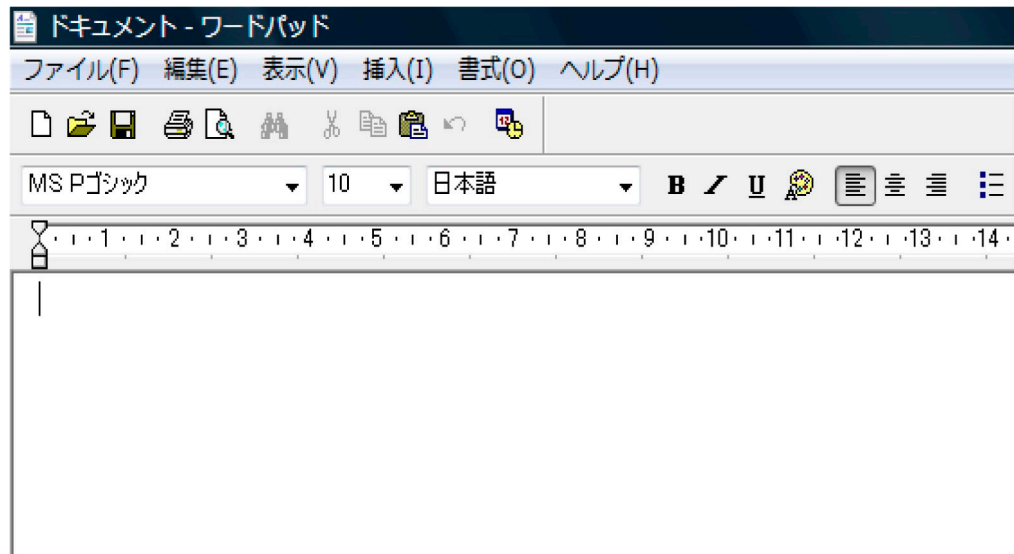 ドキュメント - ワードパッド
ファイル(F) 編集(E) 表示(V) 挿入(I) 書式(O) ヘルプ(H)
MS Pゴシック 10 日本語 B I U
1 2 3 4 5 6 7 8 9 10 11 12 13 14